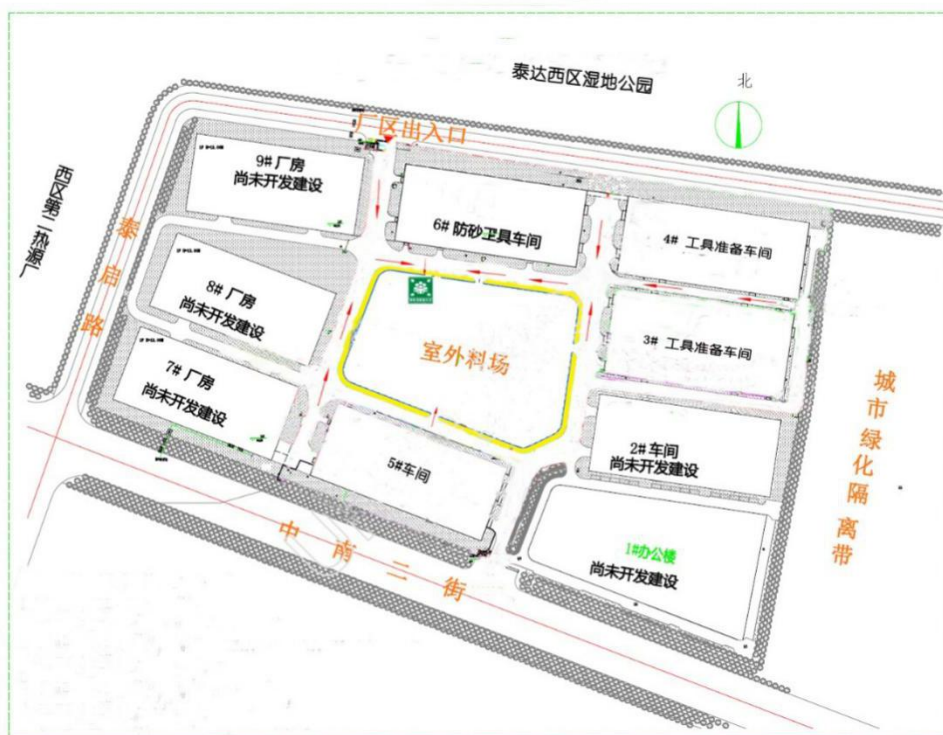 泰达西区湿地公园
北
厂区出入口
9# 厂房
尚未开发建设
西区第二热源厂
泰启路
6# 防砂工具车间
4# 工具准备车间
8# 厂房
尚未开发建设
室外料场
3# 工具准备车间
7# 厂房
尚未开发建设
城市绿化隔离带
2#车间
尚未开发建设
5#车间
1#办公楼
尚未开发建设
中南二街